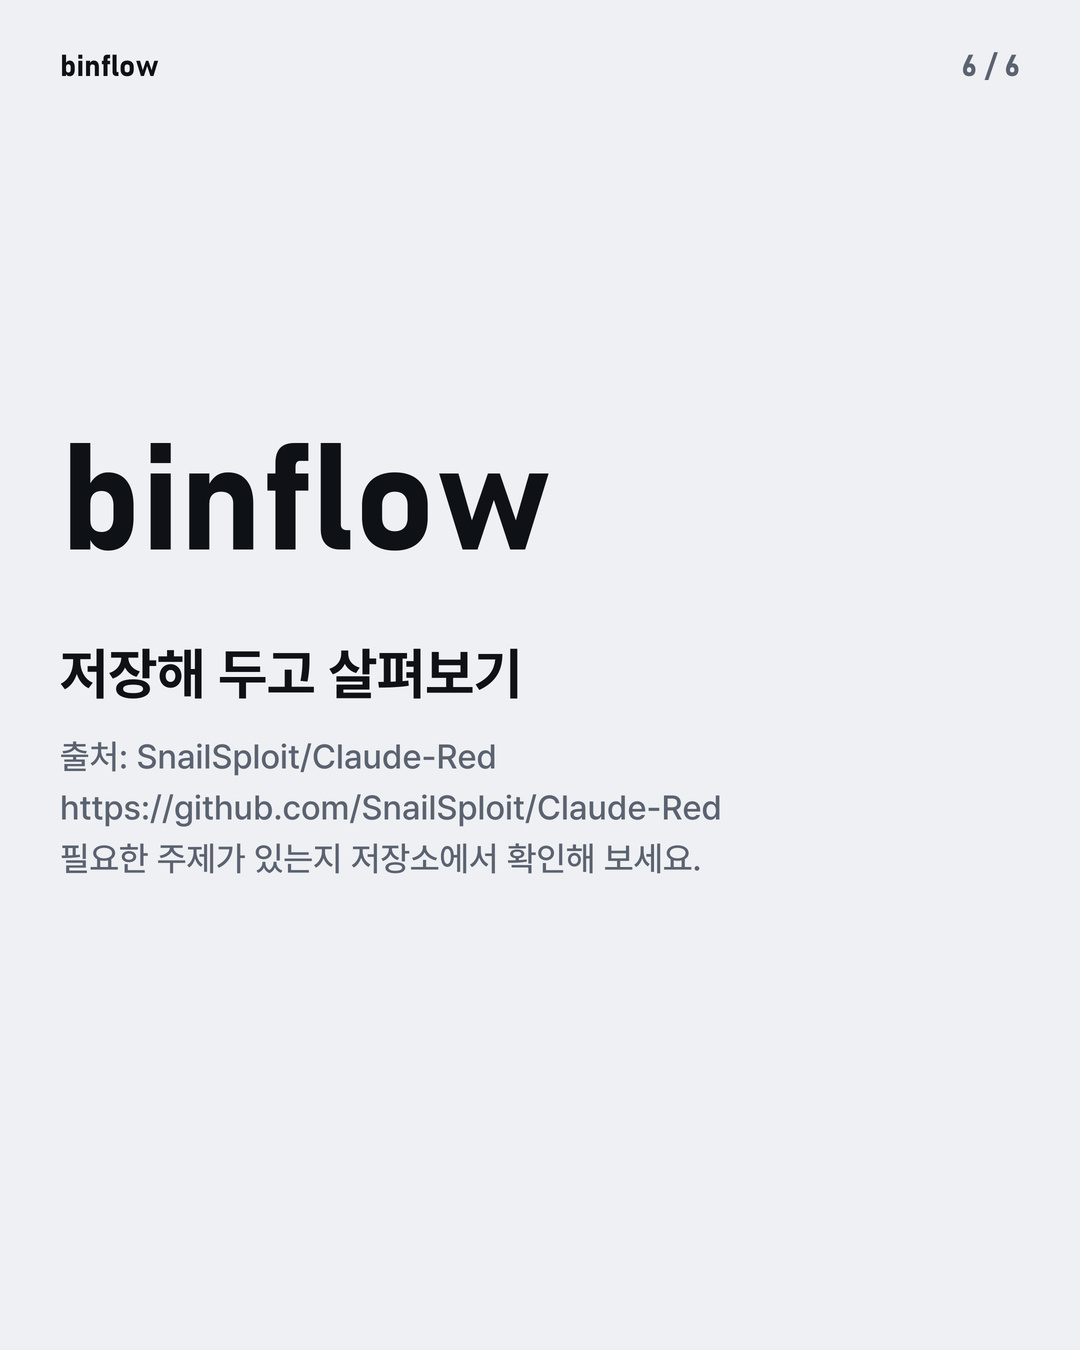 binflow
6 / 6
binflow
저장해 두고 살펴보기
출처: SnailSploit/Claude-Red
https://github.com/SnailSploit/Claude-Red
필요한 주제가 있는지 저장소에서 확인해 보세요.